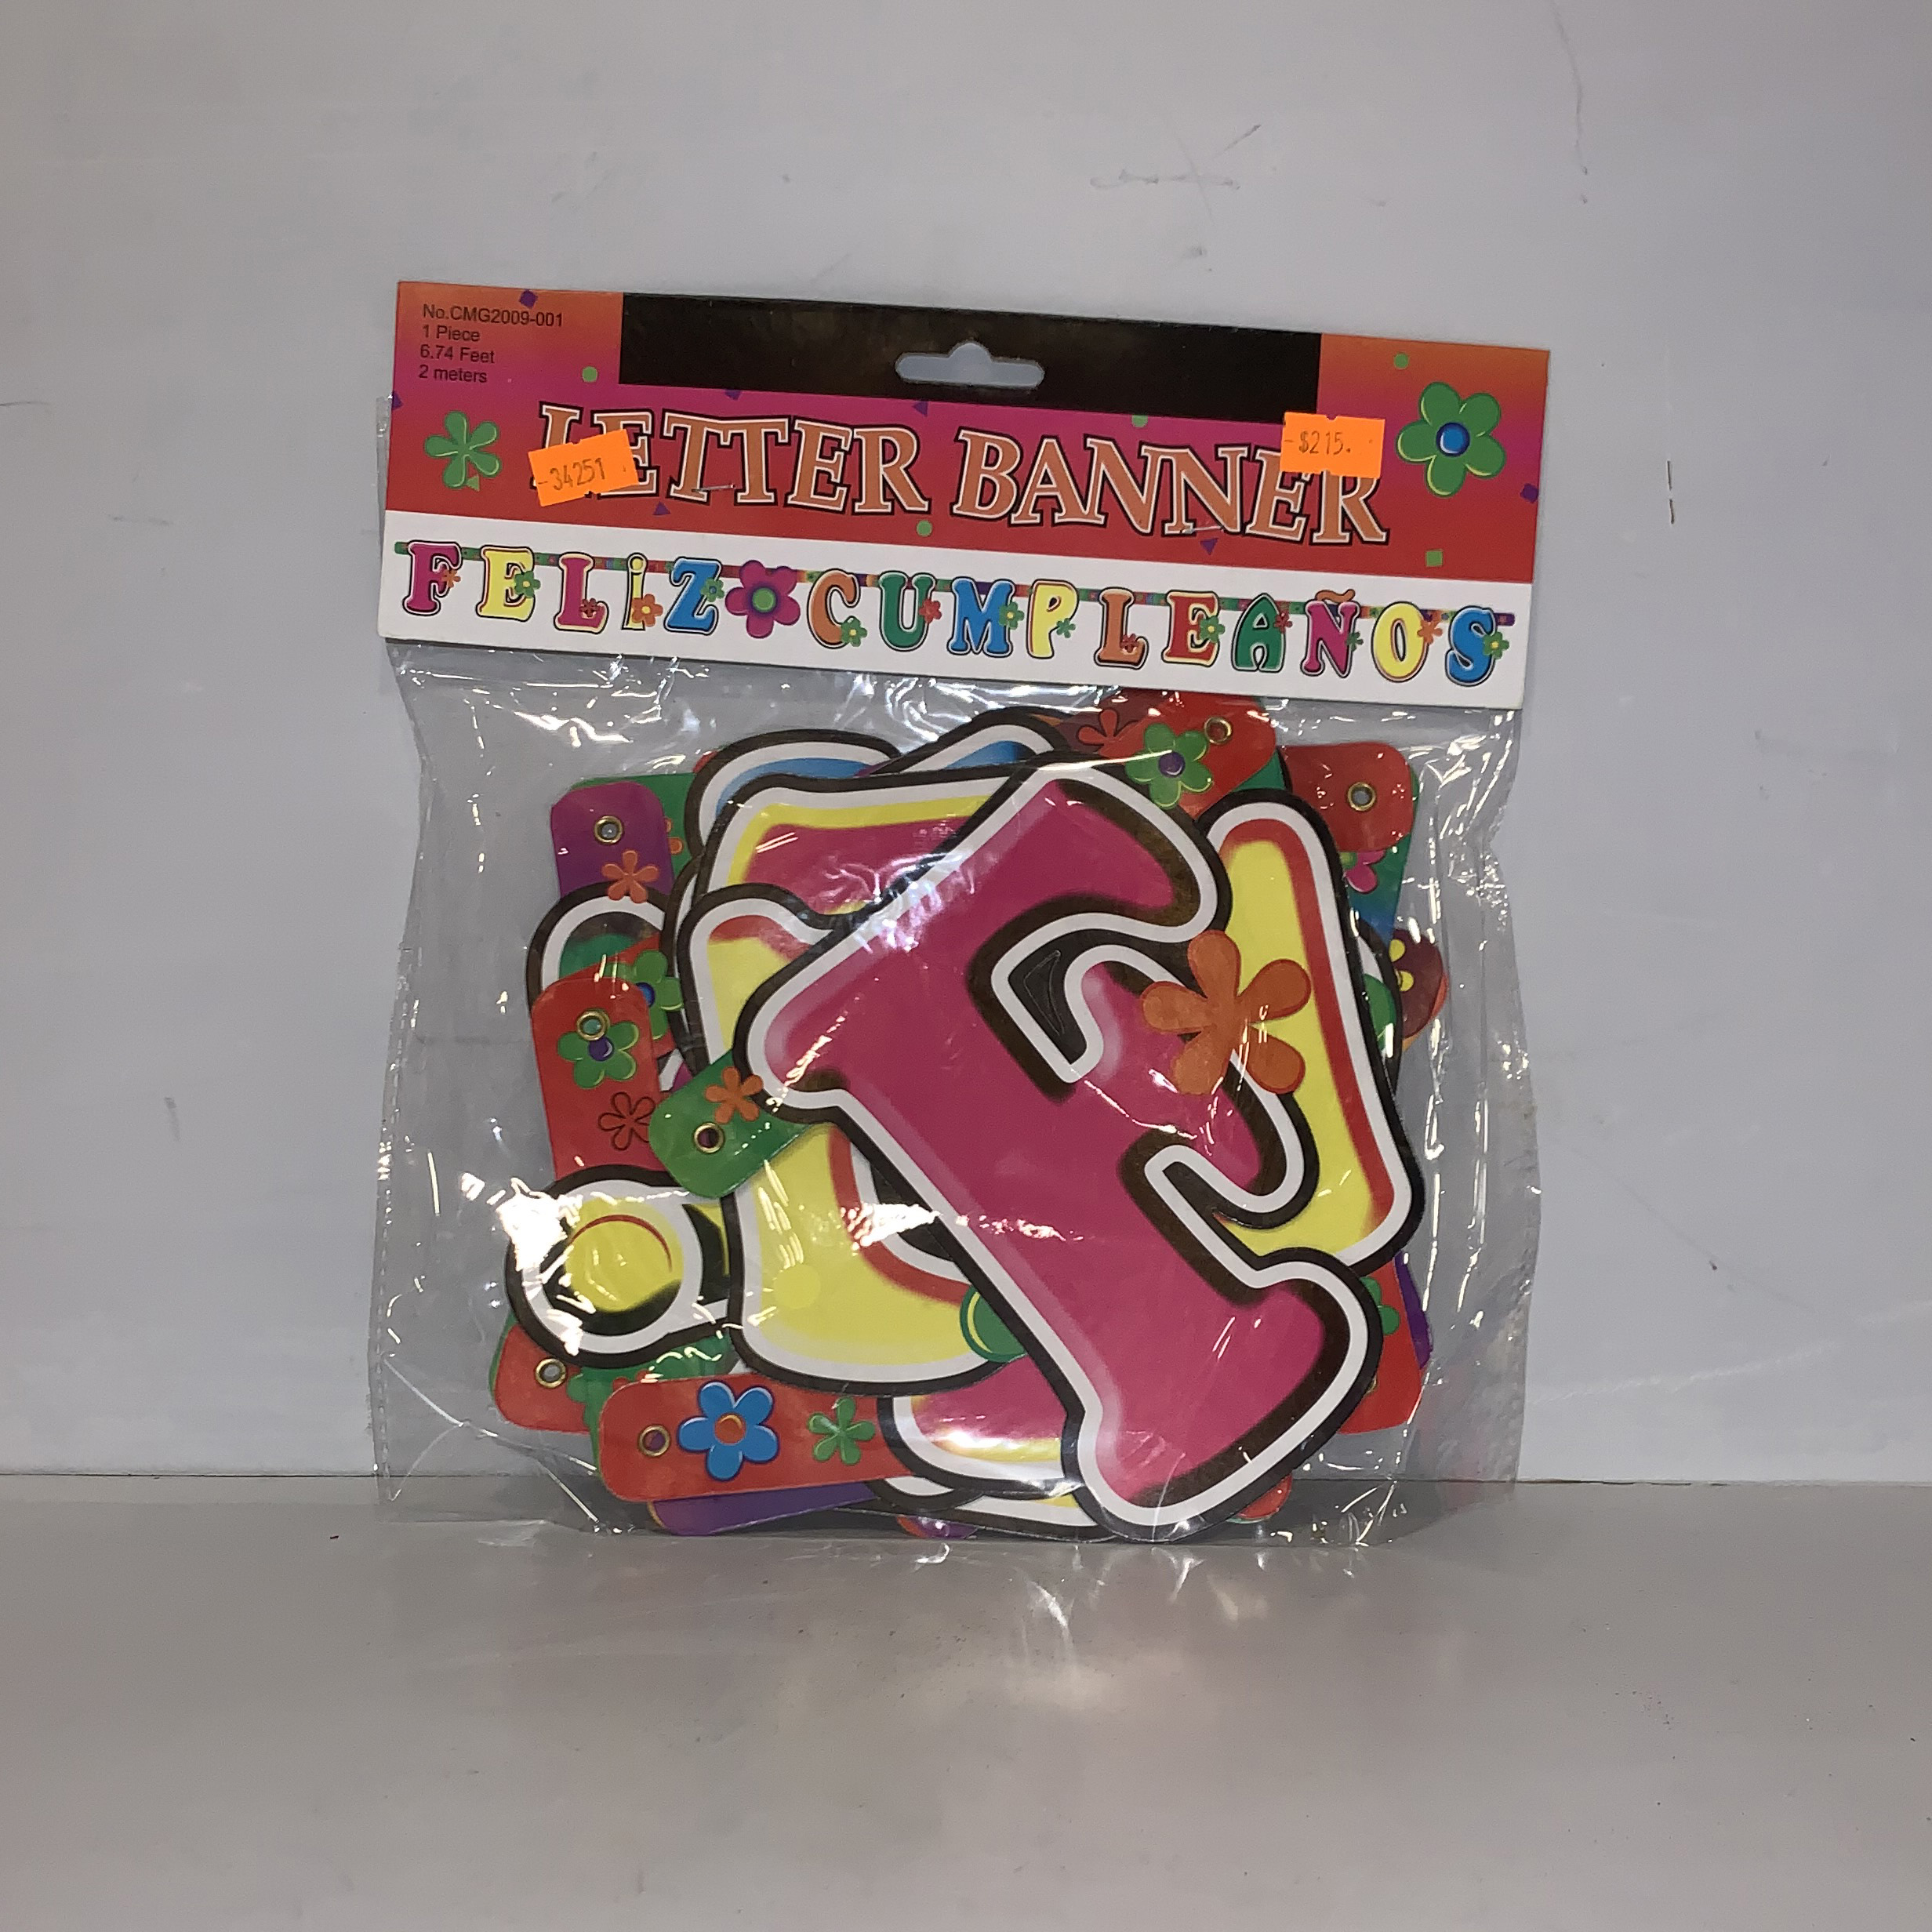 No.CMG2009-001
1 Piece
6.74 Feet
2 meters
LETTER BANNER
-34251
-$215.
FELiZ CUMPLEAÑOS
F